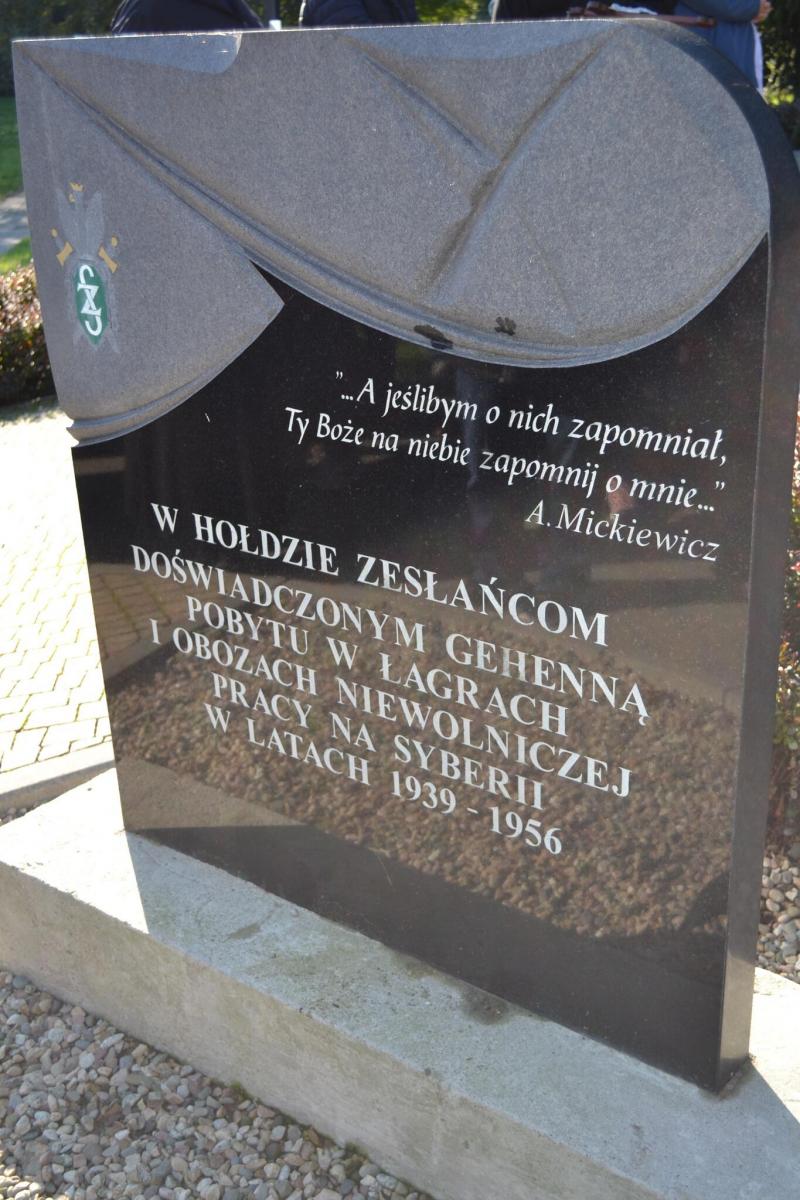 "...A jeślibym o nich zapomniał,
Ty Boże na niebie zapomnij o mnie..."
A. Mickiewicz
W HOŁDZIE ZESŁAŃCOM
DOŚWIADCZONYM GEHENNĄ
POBYTU W ŁAGRACH
I OBOZACH NIEWOLNICZEJ
PRACY NA SYBERII
W LATACH 1939 - 1956